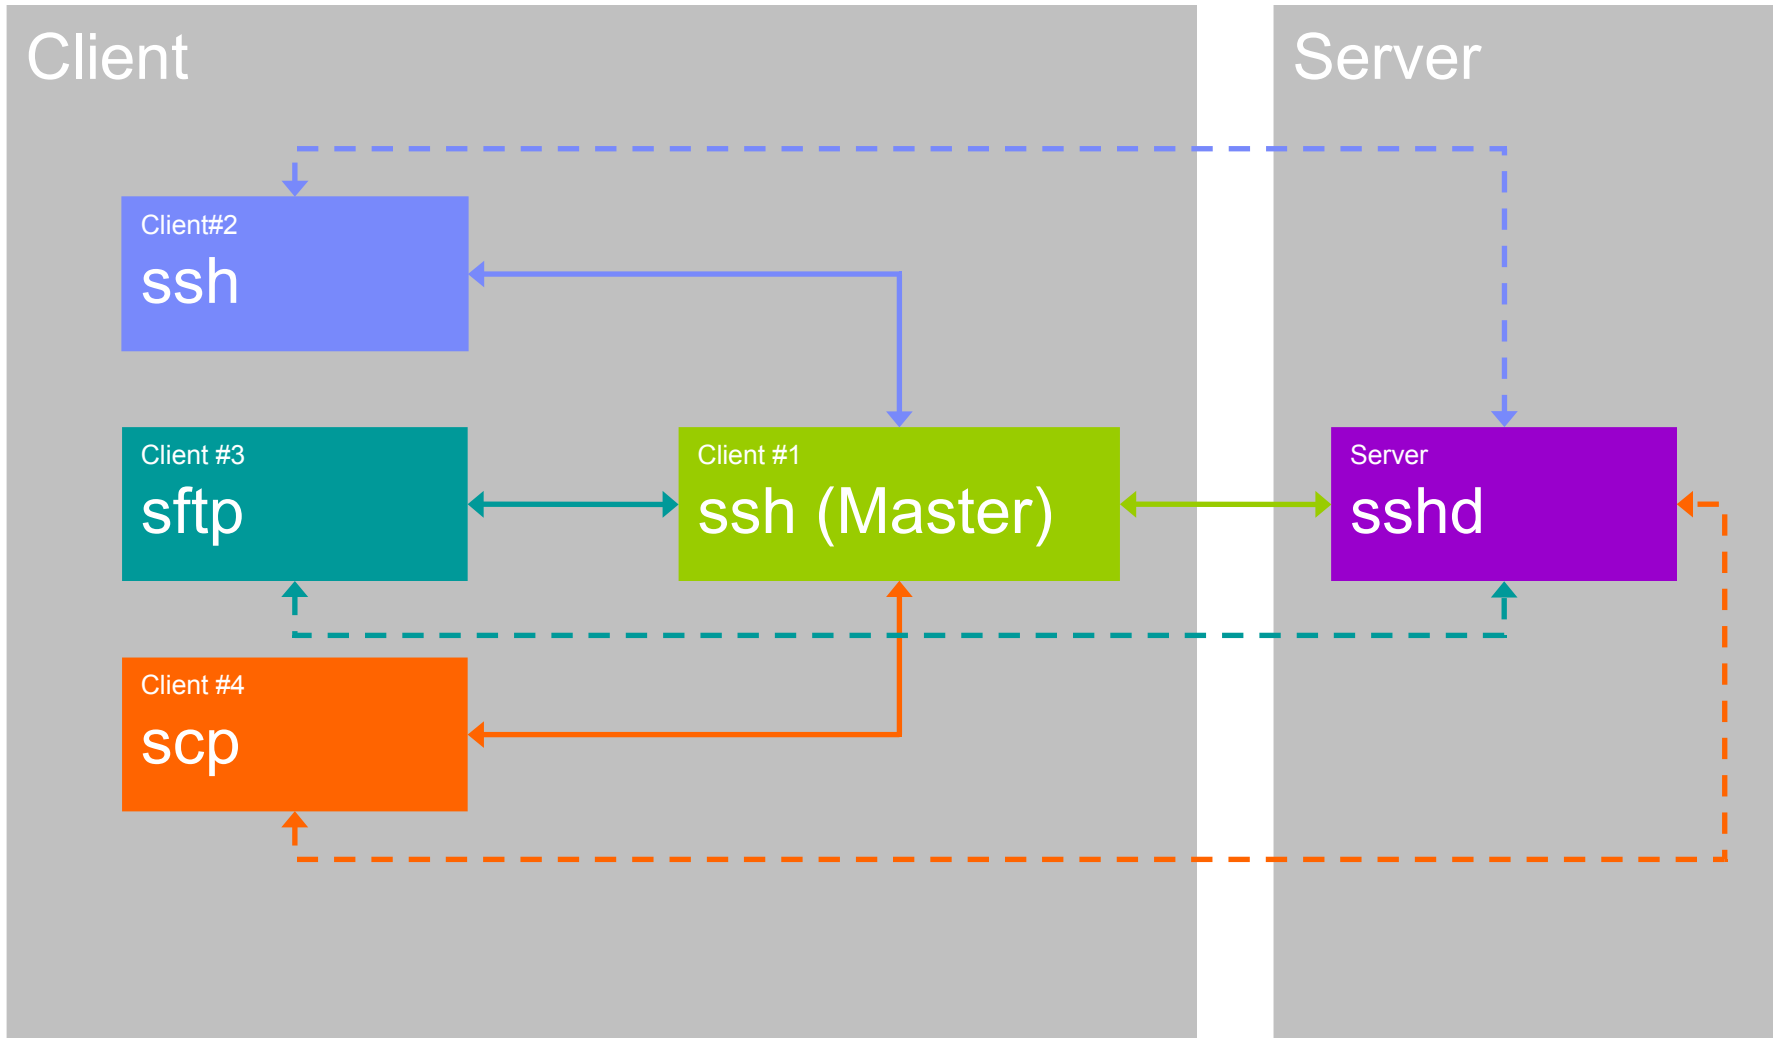 Client
Server
Client#2
ssh
Client #3
sftp
Client #1
ssh (Master)
Server
sshd
Client #4
scp